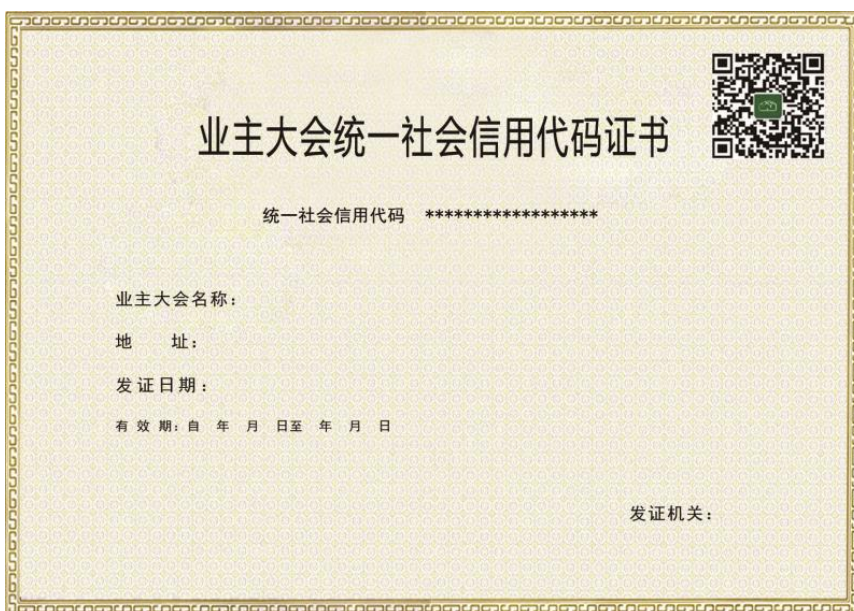 业主大会统一社会信用代码证书
统一社会信用代码 ******************
业主大会名称：
地 址：
发证日期：
有 效 期：自 年 月 日至 年 月 日
发证机关：